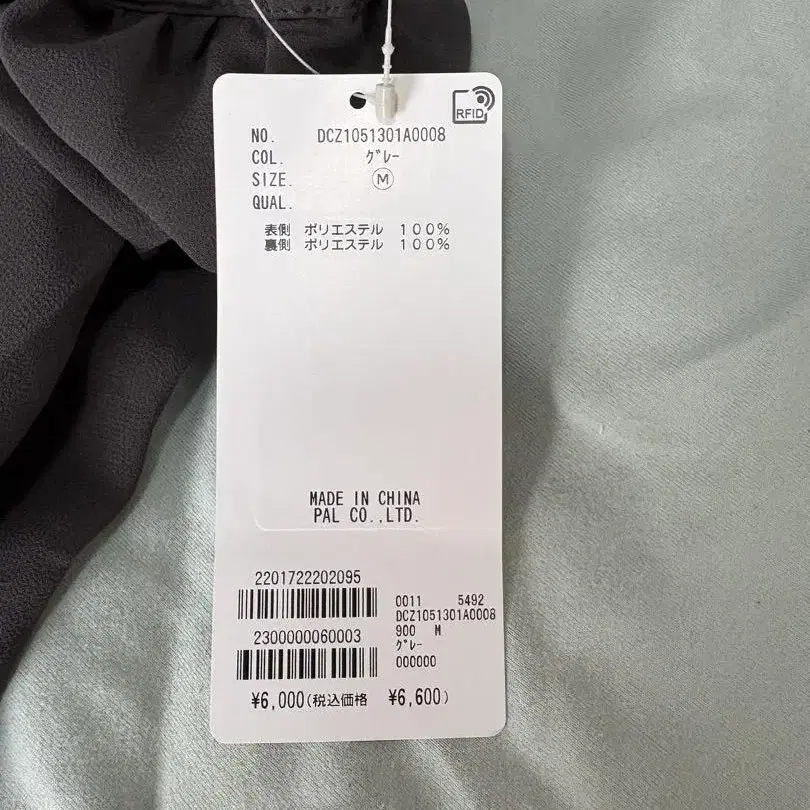 RFID
NO. DCZ1051301A0008
COL. グレー
SIZE. Ⓜ
QUAL.
表側 ポリエステル 100%
裏側 ポリエステル 100%
MADE IN CHINA
PAL CO.,LTD.
2201722202095
2300000060003
0011 5492
DCZ1051301A0008
900 M
グレー
000000
¥6,000(税込価格 ¥6,600)